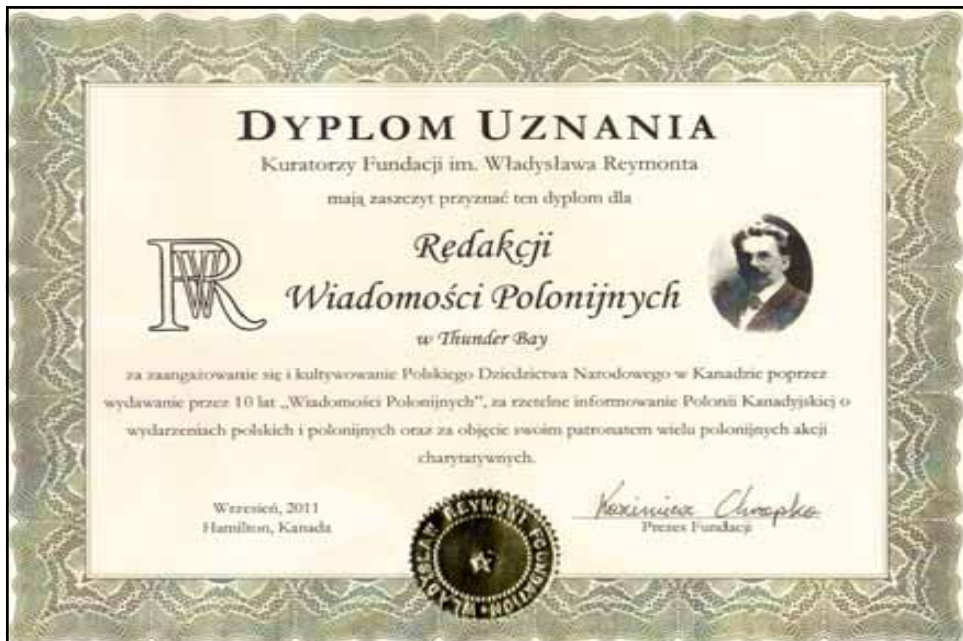 DYPLOM UZNANIA
Kuratorzy Fundacji im. Władysława Reymonta
mają zaszczyt przyznać ten dyplom dla
Redakcji
Wiadomości Polonijnych
w Thunder Bay
za zaangażowanie się i kultywowanie Polskiego Dziedzictwa Narodowego w Kanadzie poprzez
wydawanie przez 10 lat „Wiadomości Polonijnych”, za rzetelne informowanie Polonii Kanadyjskiej o
wydarzeniach polskich i polonijnych oraz za objęcie swoim patronatem wielu polonijnych akcji
charytatywnych.
Wrzesień, 2011
Hamilton, Kanada
Kazimierz Chrapka
Prezes Fundacji
WŁADYSŁAW REYMONT FOUNDATION